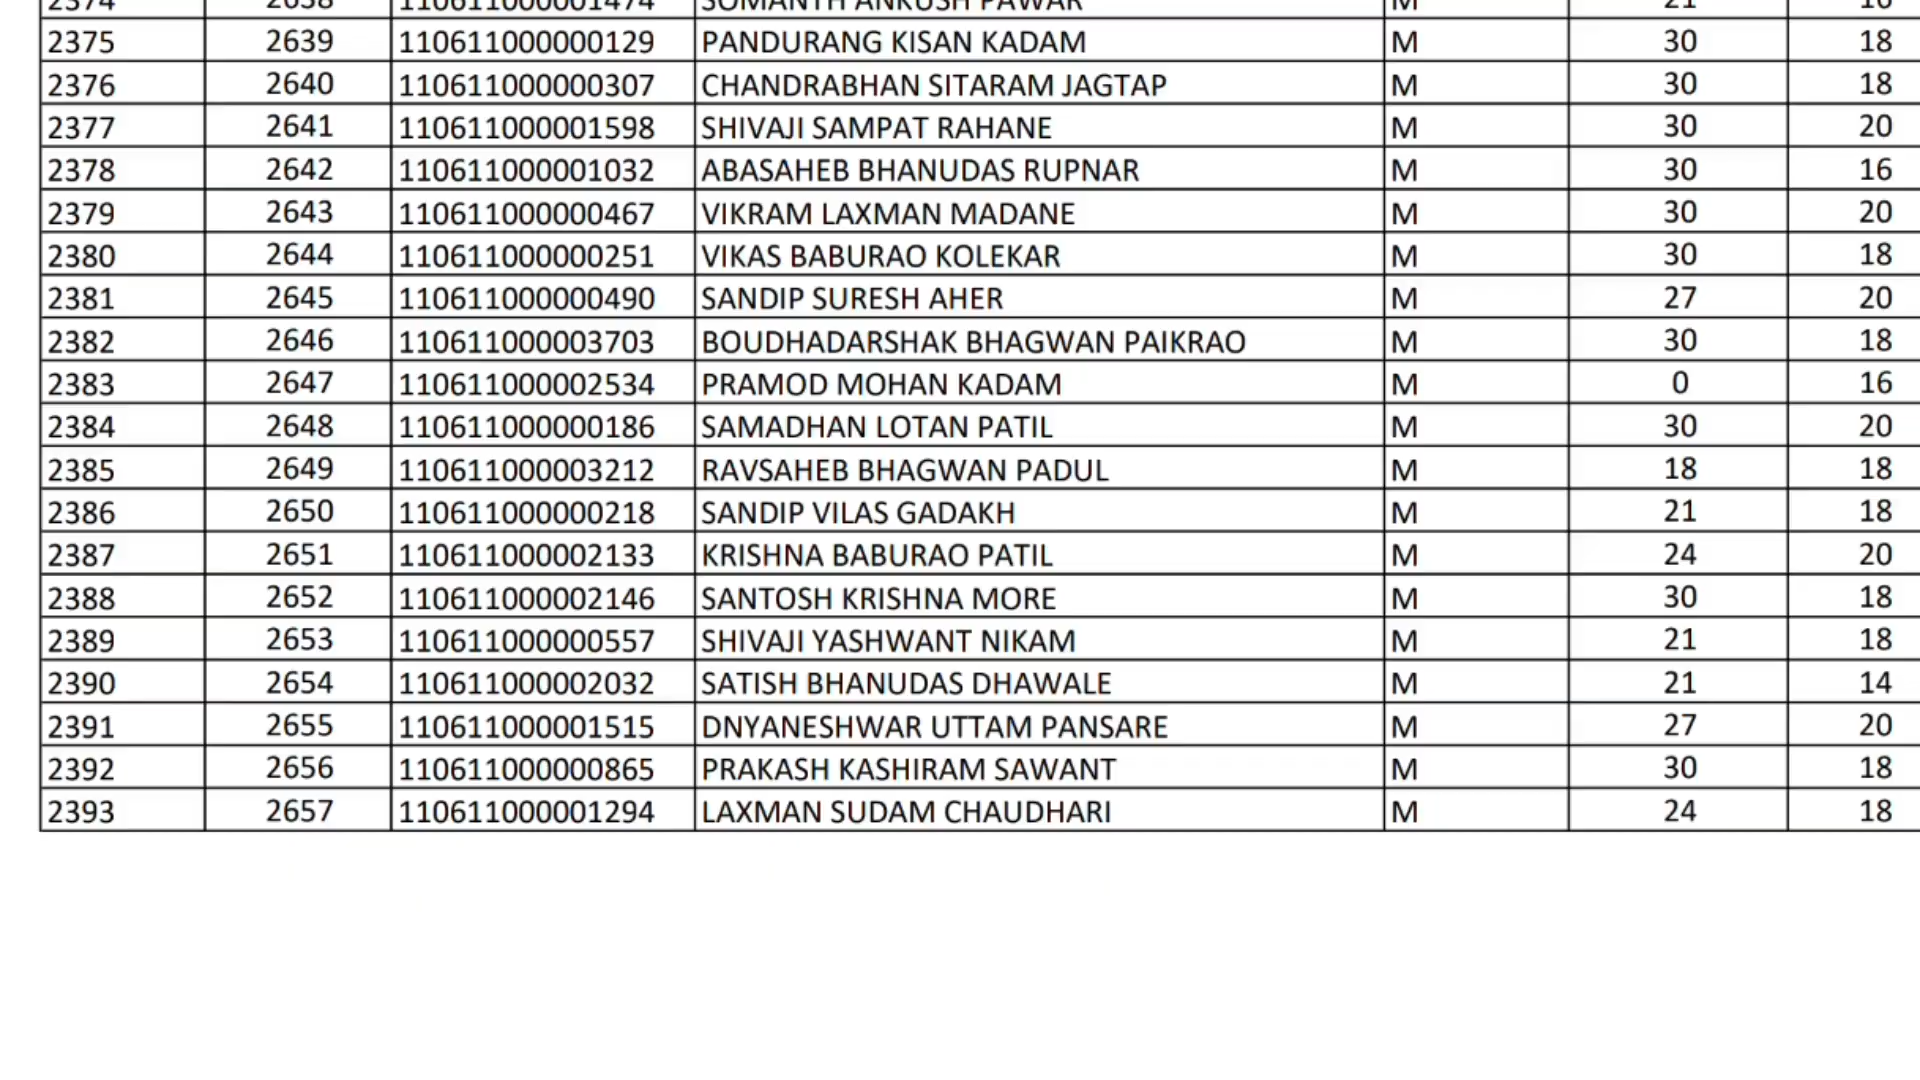 2374 2638 110611000001474 SOMANTH ANKUSH PAWAR M 21 16
2375 2639 110611000000129 PANDURANG KISAN KADAM M 30 18
2376 2640 110611000000307 CHANDRABHAN SITARAM JAGTAP M 30 18
2377 2641 110611000001598 SHIVAJI SAMPAT RAHANE M 30 20
2378 2642 110611000001032 ABASAHEB BHANUDAS RUPNAR M 30 16
2379 2643 110611000000467 VIKRAM LAXMAN MADANE M 30 20
2380 2644 110611000000251 VIKAS BABURAO KOLEKAR M 30 18
2381 2645 110611000000490 SANDIP SURESH AHER M 27 20
2382 2646 110611000003703 BOUDHADARSHAK BHAGWAN PAIKRAO M 30 18
2383 2647 110611000002534 PRAMOD MOHAN KADAM M 0 16
2384 2648 110611000000186 SAMADHAN LOTAN PATIL M 30 20
2385 2649 110611000003212 RAVSAHEB BHAGWAN PADUL M 18 18
2386 2650 110611000000218 SANDIP VILAS GADAKH M 21 18
2387 2651 110611000002133 KRISHNA BABURAO PATIL M 24 20
2388 2652 110611000002146 SANTOSH KRISHNA MORE M 30 18
2389 2653 110611000000557 SHIVAJI YASHWANT NIKAM M 21 18
2390 2654 110611000002032 SATISH BHANUDAS DHAWALE M 21 14
2391 2655 110611000001515 DNYANESHWAR UTTAM PANSARE M 27 20
2392 2656 110611000000865 PRAKASH KASHIRAM SAWANT M 30 18
2393 2657 110611000001294 LAXMAN SUDAM CHAUDHARI M 24 18